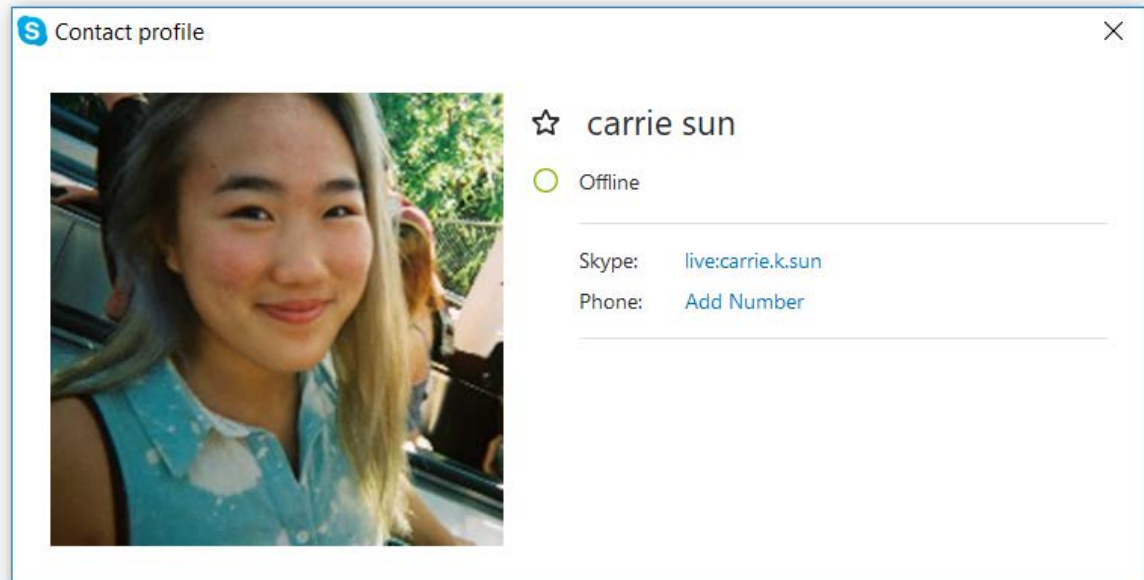 Contact profile
carrie sun
Offline
Skype: live:carrie.k.sun
Phone: Add Number